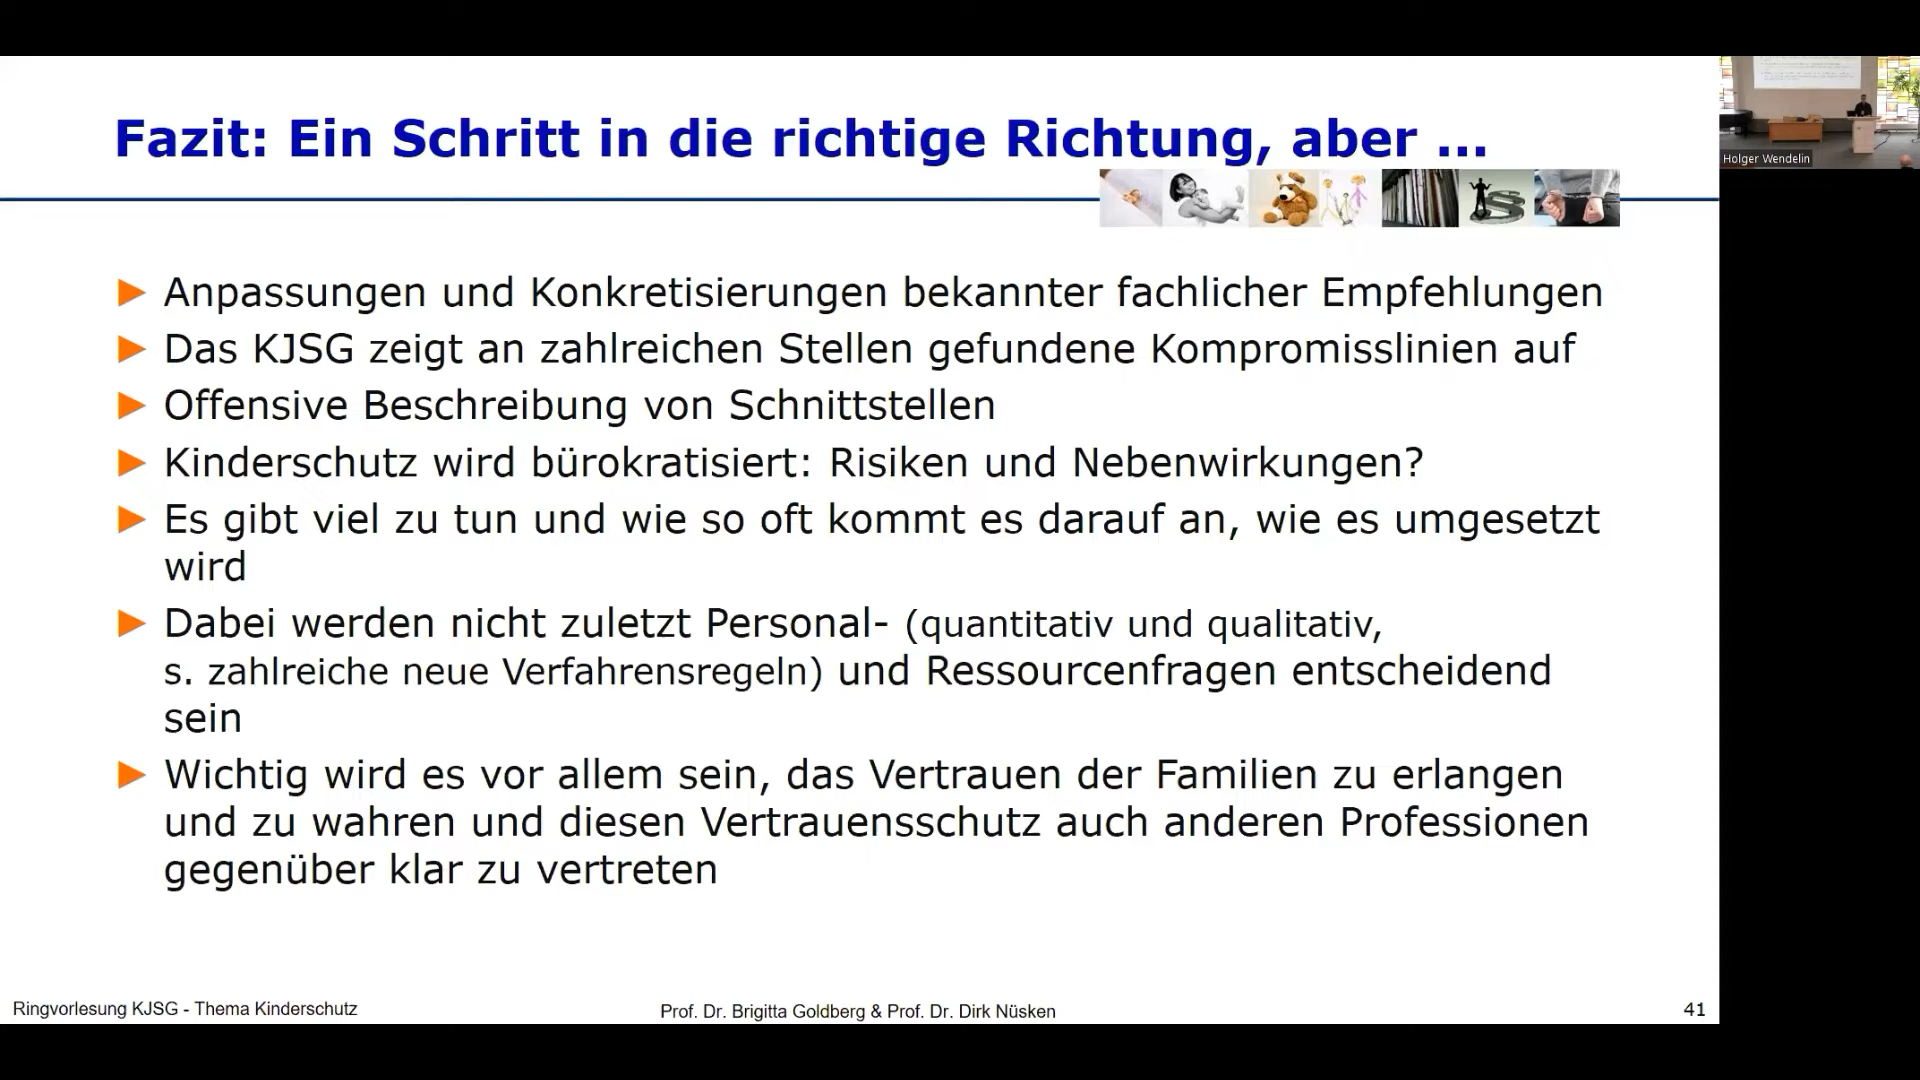 Fazit: Ein Schritt in die richtige Richtung, aber ...
Holger Wendelin
► Anpassungen und Konkretisierungen bekannter fachlicher Empfehlungen
► Das KJSG zeigt an zahlreichen Stellen gefundene Kompromisslinien auf
► Offensive Beschreibung von Schnittstellen
► Kinderschutz wird bürokratisiert: Risiken und Nebenwirkungen?
► Es gibt viel zu tun und wie so oft kommt es darauf an, wie es umgesetzt
wird
► Dabei werden nicht zuletzt Personal- (quantitativ und qualitativ,
s. zahlreiche neue Verfahrensregeln) und Ressourcenfragen entscheidend
sein
► Wichtig wird es vor allem sein, das Vertrauen der Familien zu erlangen
und zu wahren und diesen Vertrauensschutz auch anderen Professionen
gegenüber klar zu vertreten
Ringvorlesung KJSG - Thema Kinderschutz
Prof. Dr. Brigitta Goldberg & Prof. Dr. Dirk Nüsken
41